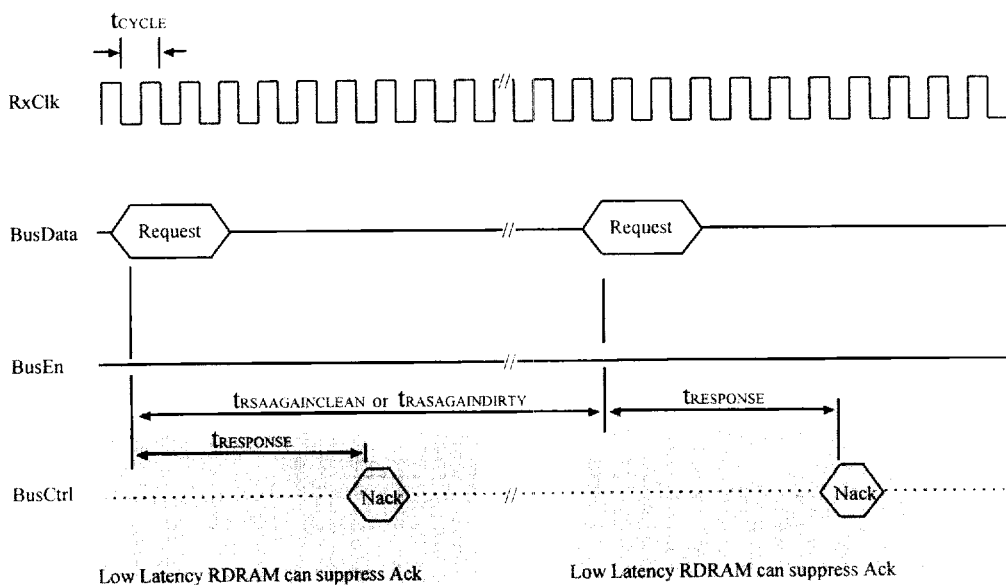 tCYCLE
RxClk
//
BusData
Request
//
Request
BusEn
//
tRSAAGAINCLEAN or tRASAGAINDIRTY
tRESPONSE
tRESPONSE
BusCtrl
Nack
//
Nack
Low Latency RDRAM can suppress Ack
Low Latency RDRAM can suppress Ack